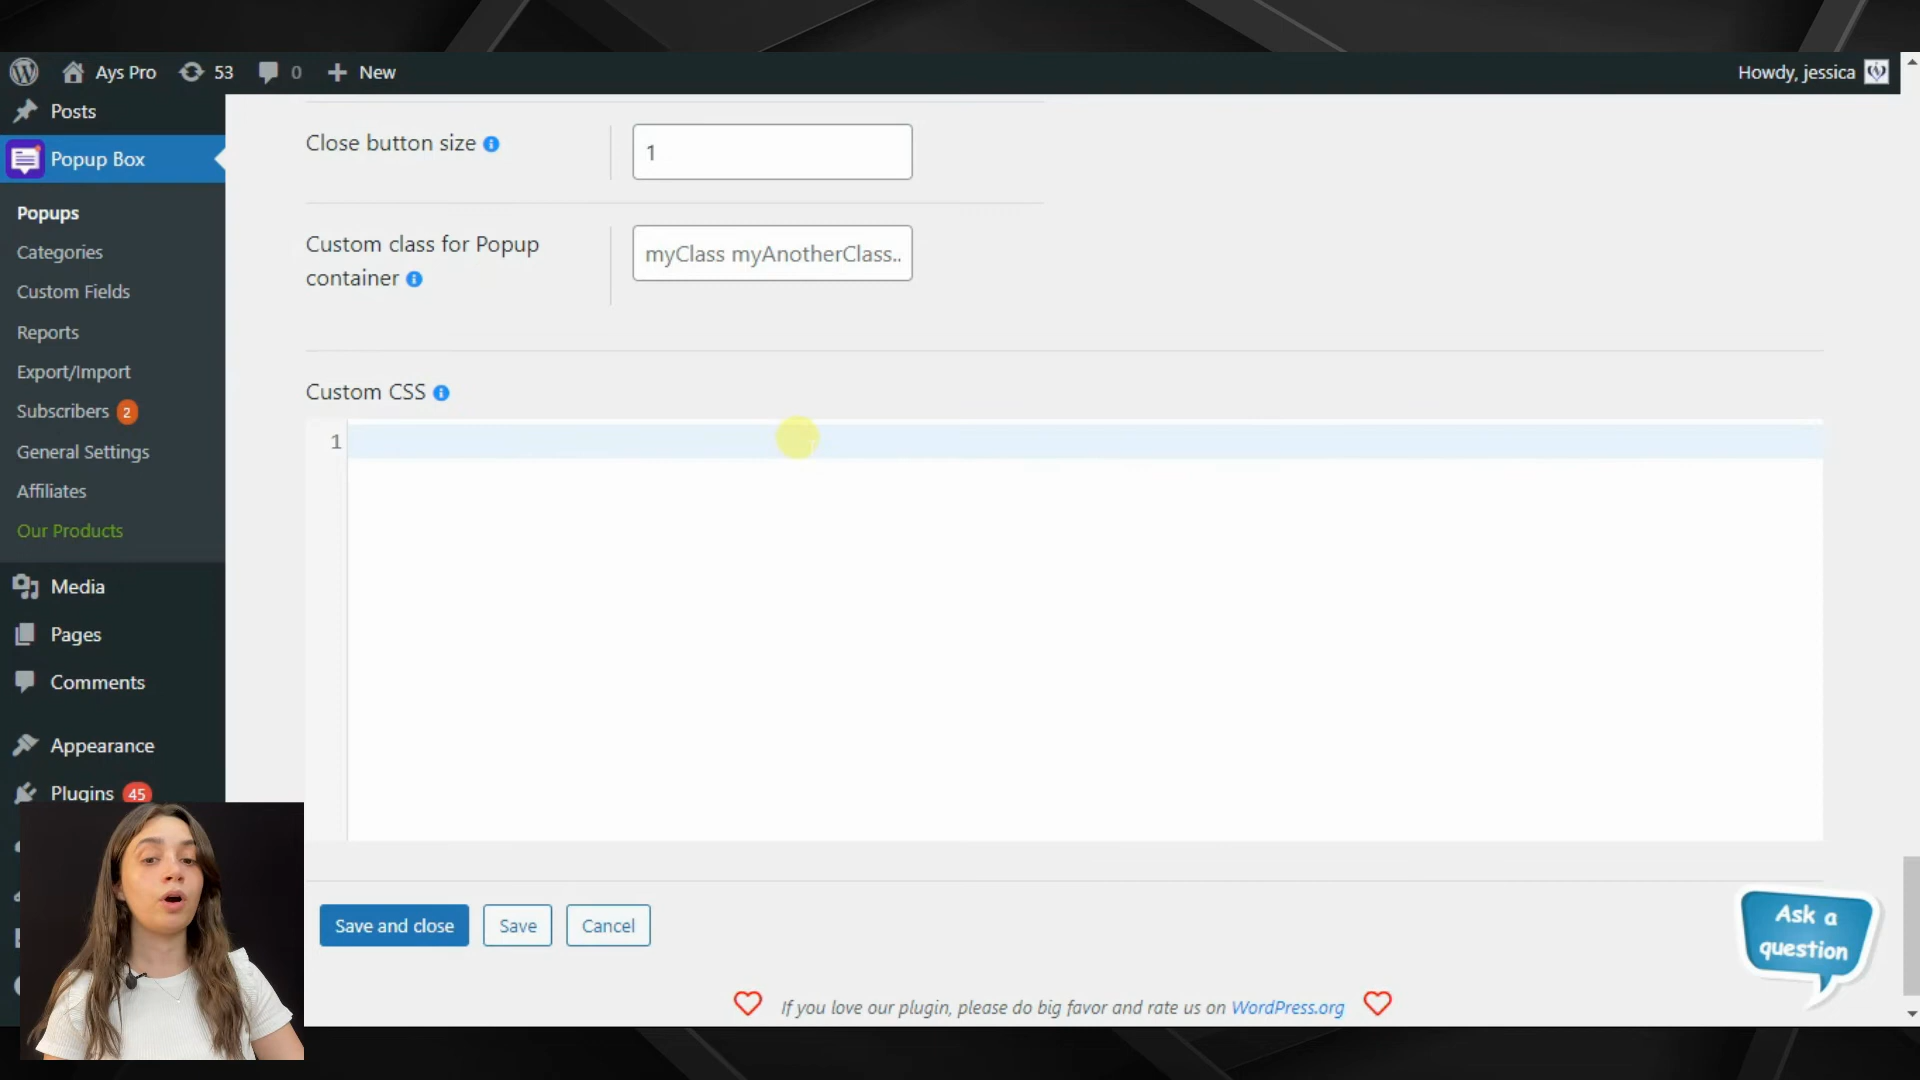 Ays Pro 53 0 New
Howdy, jessica
Posts
Popup Box
Popups
Categories
Custom Fields
Reports
Export/Import
Subscribers 2
General Settings
Affiliates
Our Products
Media
Pages
Comments
Appearance
Plugins 45
Close button size
1
Custom class for Popup
container
myClass myAnotherClass..
Custom CSS
1
Save and close
Save
Cancel
Ask a
question
If you love our plugin, please do big favor and rate us on WordPress.org